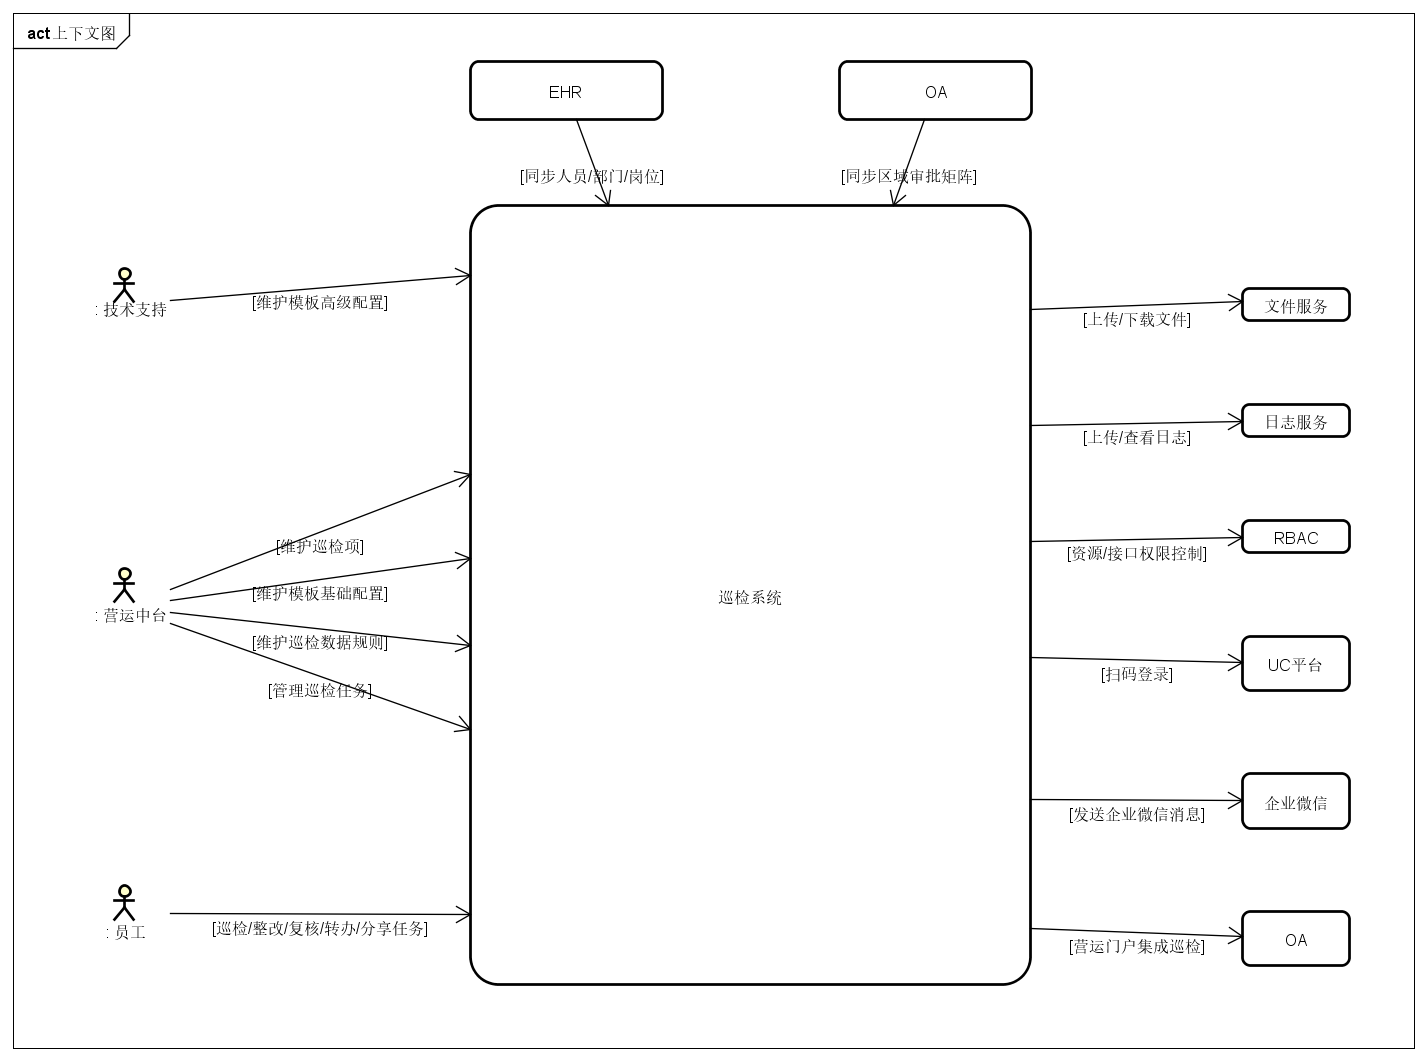 act 上下文图
EHR
OA
[同步人员/部门/岗位]
[同步区域审批矩阵]
: 技术支持
[维护模板高级配置]
[上传/下载文件]
文件服务
[上传/查看日志]
日志服务
[维护巡检项]
[资源/接口权限控制]
RBAC
: 营运中台
[维护模板基础配置]
巡检系统
[维护巡检数据规则]
[扫码登录]
UC平台
[管理巡检任务]
[发送企业微信消息]
企业微信
: 员工
[巡检/整改/复核/转办/分享任务]
[营运门户集成巡检]
OA